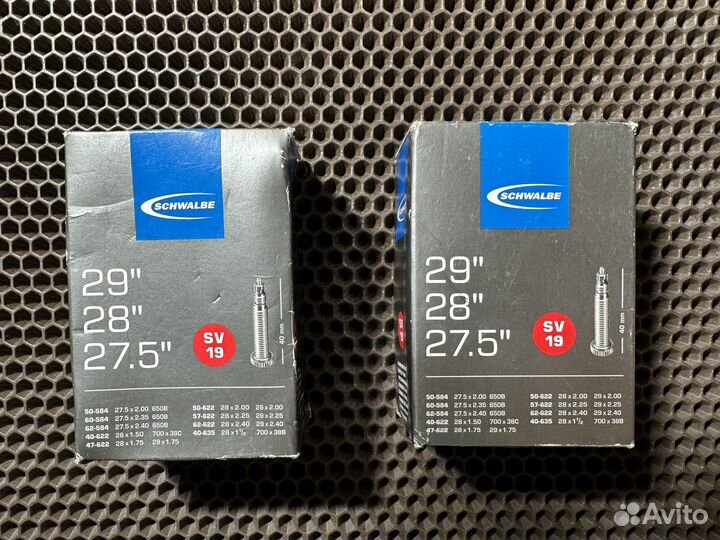 SCHWALBE
29"
28"
27.5"
SV
19
40 mm
50-584 27.5 x 2.00 650B 50-622 28 x 2.00 29 x 2.00
60-584 27.5 x 2.35 650B 57-622 28 x 2.25 29 x 2.25
62-584 27.5 x 2.40 650B 62-622 28 x 2.40 29 x 2.40
40-622 28 x 1.50 700 x 38C 40-635 28 x 1 1/2 700 x 38B
47-622 28 x 1.75 29 x 1.75
SCHWALBE
29"
28"
27.5"
SV
19
40 mm
50-584 27.5 x 2.00 650B 50-622 28 x 2.00 29 x 2.00
60-584 27.5 x 2.35 650B 57-622 28 x 2.25 29 x 2.25
62-584 27.5 x 2.40 650B 62-622 28 x 2.40 29 x 2.40
40-622 28 x 1.50 700 x 38C 40-635 28 x 1 1/2 700 x 38B
47-622 28 x 1.75 29 x 1.75
Avito